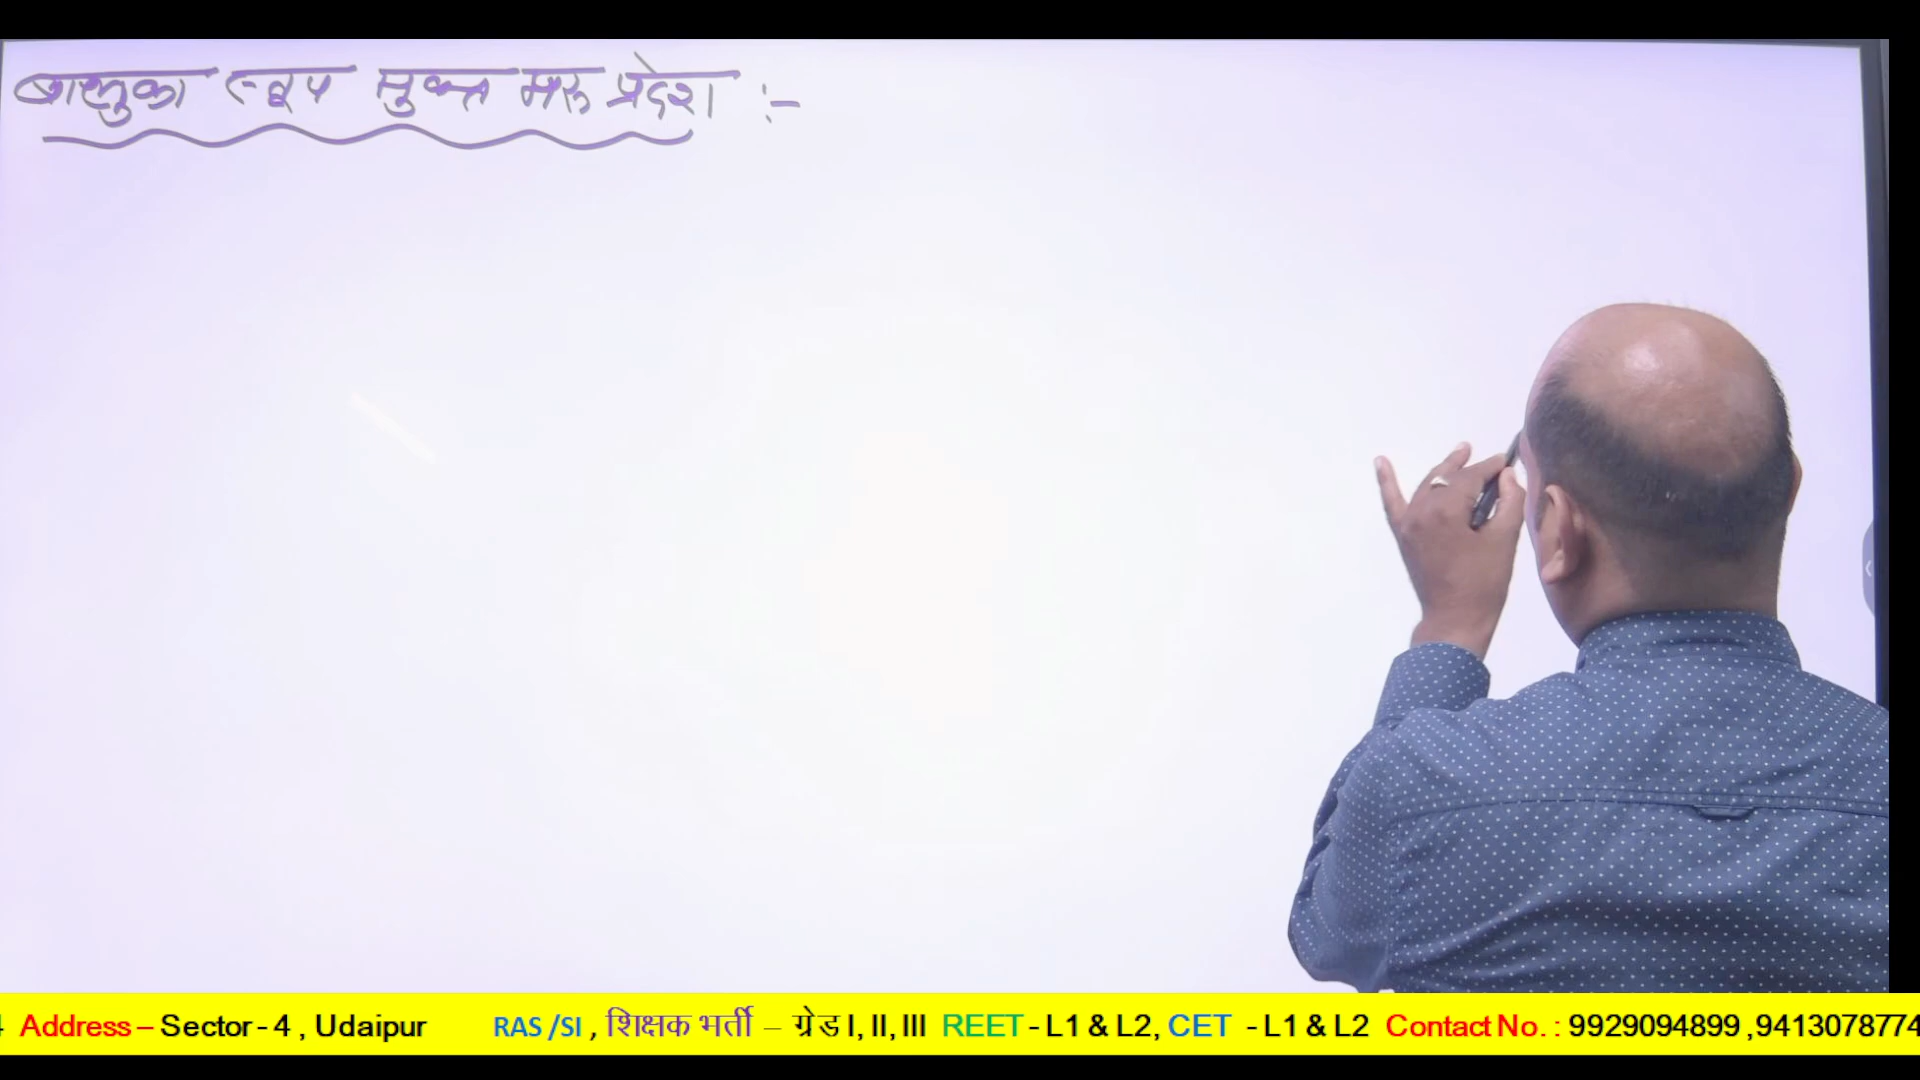 बालुका स्तूप मुक्त मरू प्रदेश :-
Address – Sector - 4 , Udaipur RAS /SI , शिक्षक भर्ती – ग्रेड I, II, III REET - L1 & L2, CET - L1 & L2 Contact No. : 9929094899 ,9413078774